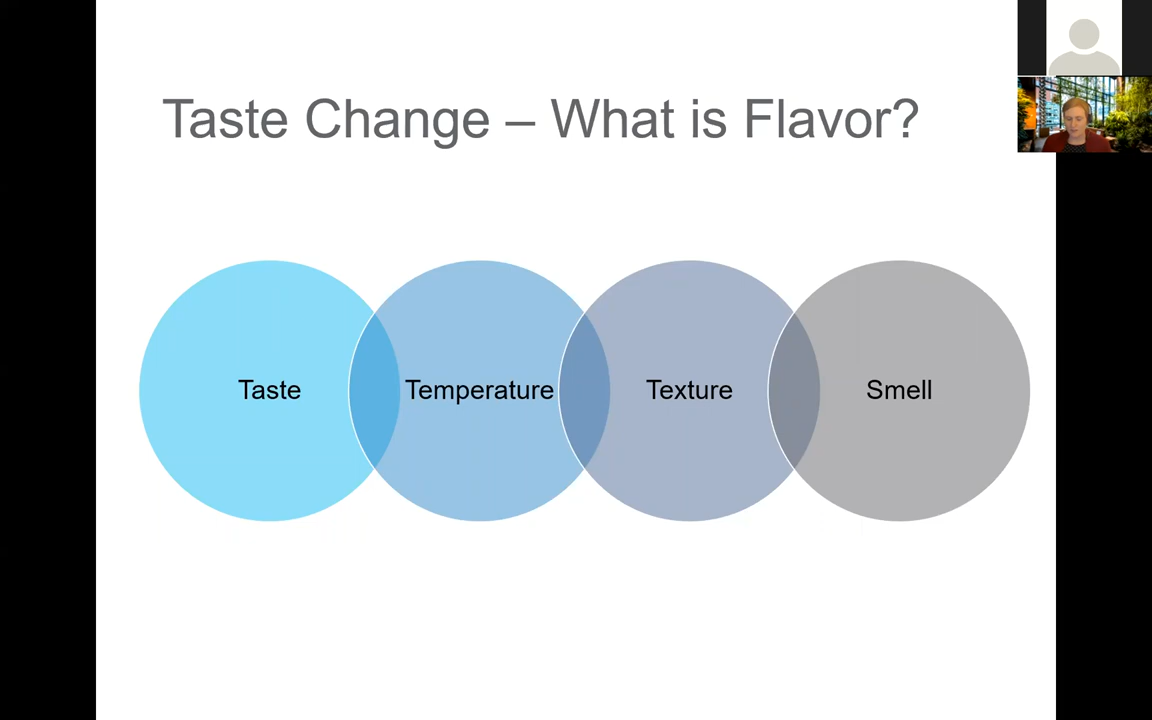 Taste Change – What is Flavor?
Taste
Temperature
Texture
Smell